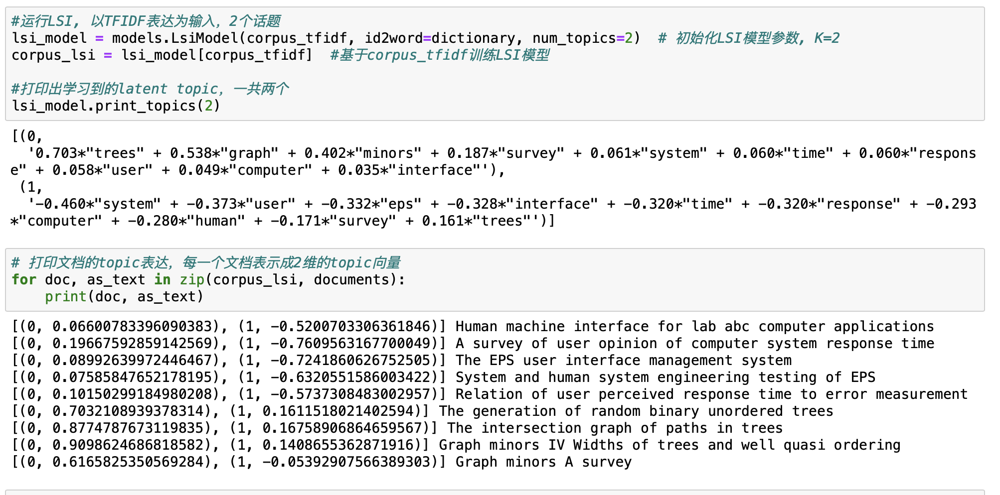 #运行LSI, 以TFIDF表达为输入，2个话题
lsi_model = models.LsiModel(corpus_tfidf, id2word=dictionary, num_topics=2)  # 初始化LSI模型参数, K=2
corpus_lsi = lsi_model[corpus_tfidf]  #基于corpus_tfidf训练LSI模型
#打印出学习到的latent topic，一共两个
lsi_model.print_topics(2)
[(0,
  '0.703*"trees" + 0.538*"graph" + 0.402*"minors" + 0.187*"survey" + 0.061*"system" + 0.060*"time" + 0.060*"respons
e" + 0.058*"user" + 0.049*"computer" + 0.035*"interface"'),
 (1,
  '-0.460*"system" + -0.373*"user" + -0.332*"eps" + -0.328*"interface" + -0.320*"time" + -0.320*"response" + -0.293
*"computer" + -0.280*"human" + -0.171*"survey" + 0.161*"trees"')]
# 打印文档的topic表达，每一个文档表示成2维的topic向量
for doc, as_text in zip(corpus_lsi, documents):
    print(doc, as_text)
[(0, 0.06600783396090383), (1, -0.5200703306361846)] Human machine interface for lab abc computer applications
[(0, 0.19667592859142569), (1, -0.7609563167700049)] A survey of user opinion of computer system response time
[(0, 0.08992639972446467), (1, -0.7241860626752505)] The EPS user interface management system
[(0, 0.07585847652178195), (1, -0.6320551586003422)] System and human system engineering testing of EPS
[(0, 0.10150299184980208), (1, -0.5737308483002957)] Relation of user perceived response time to error measurement
[(0, 0.7032108939378314), (1, 0.1611518021402594)] The generation of random binary unordered trees
[(0, 0.8774787673119835), (1, 0.16758906864659567)] The intersection graph of paths in trees
[(0, 0.9098624686818582), (1, 0.1408655362871916)] Graph minors IV Widths of trees and well quasi ordering
[(0, 0.6165825350569284), (1, -0.05392907566389303)] Graph minors A survey